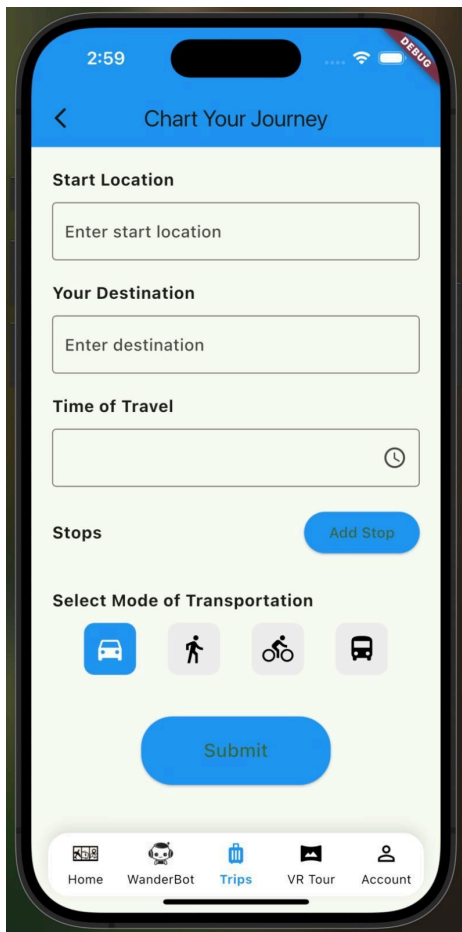 2:59
DEBUG
Chart Your Journey
Start Location
Enter start location
Your Destination
Enter destination
Time of Travel
Stops
Add Stop
Select Mode of Transportation
Submit
Home WanderBot Trips VR Tour Account